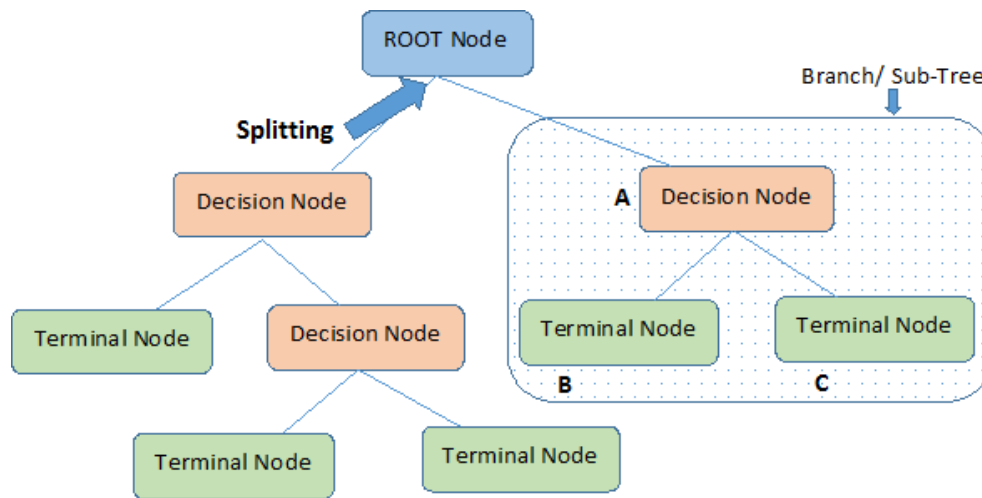 ROOT Node
Branch/ Sub-Tree
Splitting
A
Decision Node
Decision Node
Terminal Node
Decision Node
Terminal Node
Terminal Node
B
C
Terminal Node
Terminal Node